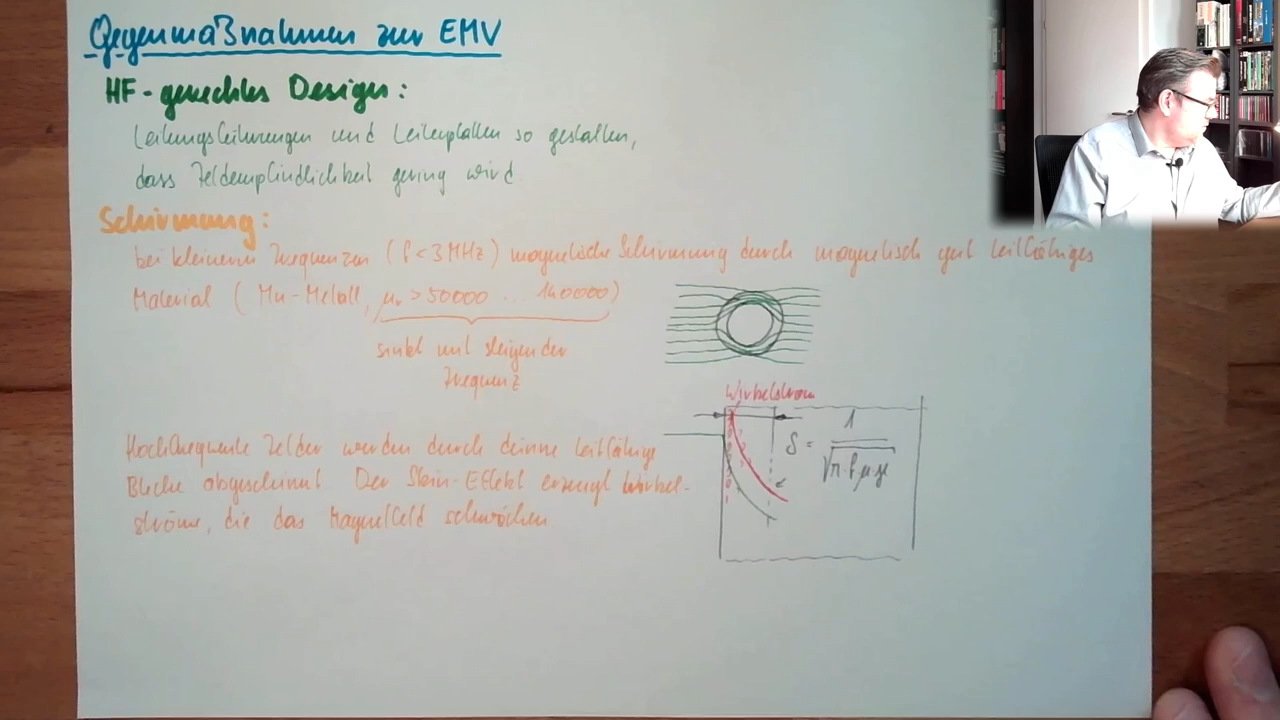 Gegenmaßnahmen zur EMV
HF-gerechtes Design:
Leitungsführungen und Leiterplatten so gestalten,
dass Feldempfindlichkeit gering wird
Schirmung:
bei kleineren Frequenzen (f < 3 MHz) magnetische Schirmung durch magnetisch gut leitfähiges
Material (Mu-Metall, μr > 50000 ... 140000)
sinkt mit steigender
Frequenz
Wirbelstrom
δ = 1/√(π·f·μ·ϰ)
Hochfrequente Felder werden durch dünne leitfähige
Bleche abgeschirmt. Der Skin-Effekt erzeugt Wirbel-
ströme, die das Magnetfeld schwächen